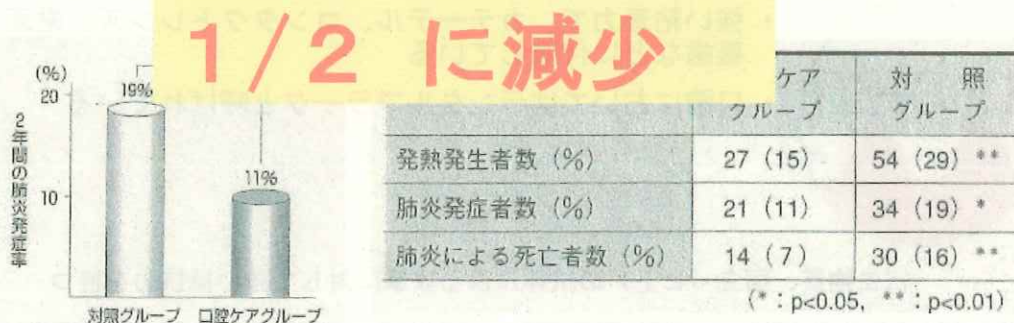 1/2 に減少
(%)
20
10
2年間の肺炎発症率
19%
11%
対照グループ 口腔ケアグループ
ケア
グループ
対 照
グループ
発熱発生者数(%) 27(15) 54(29)**
肺炎発症者数(%) 21(11) 34(19)*
肺炎による死亡者数(%) 14(7) 30(16)**
(*:p<0.05, **:p<0.01)